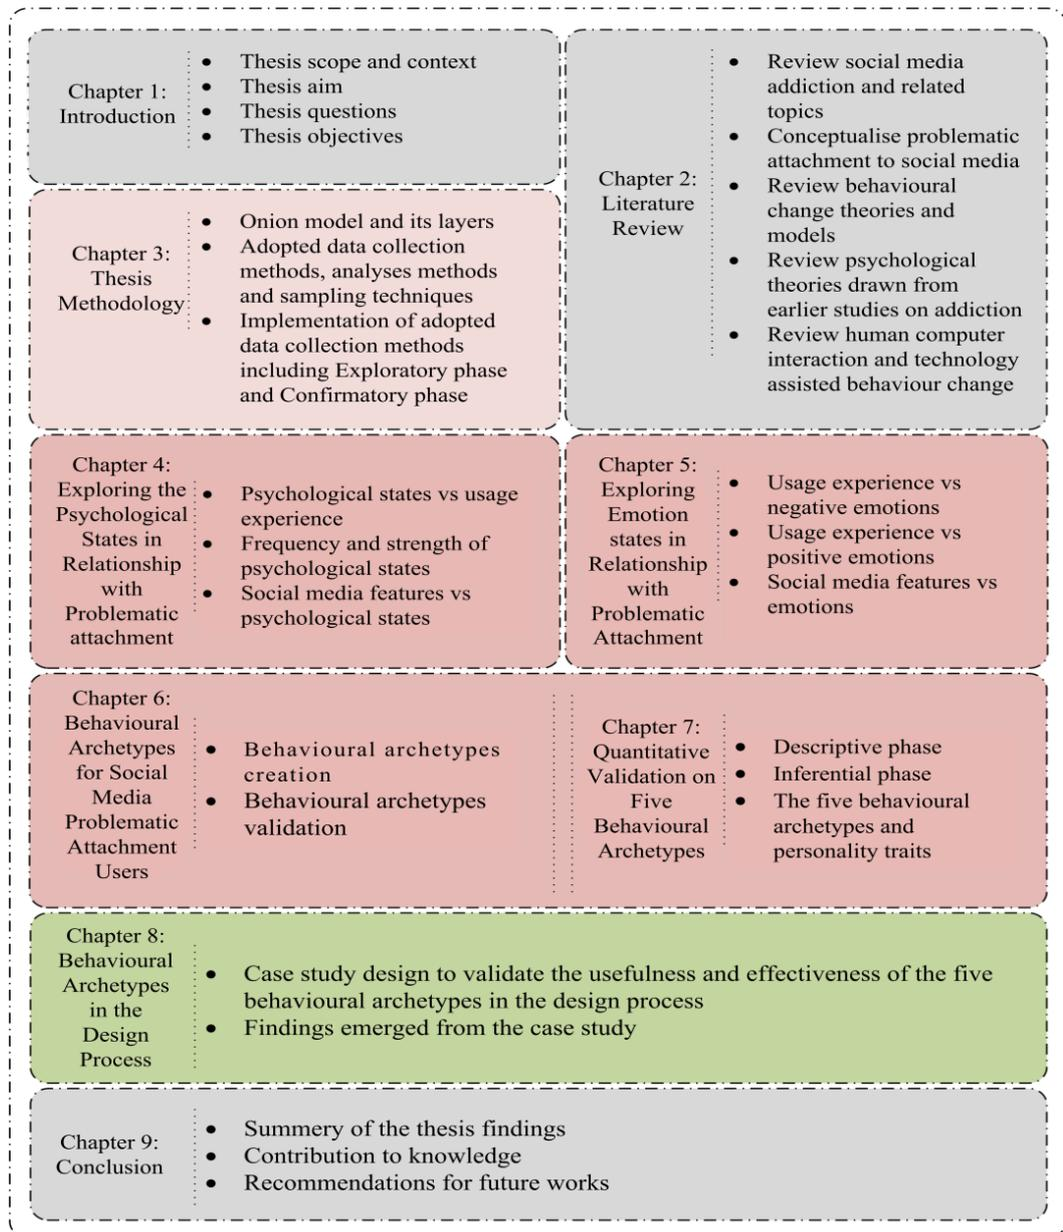 Chapter 1:
Introduction
• Thesis scope and context
• Thesis aim
• Thesis questions
• Thesis objectives
Chapter 2:
Literature
Review
• Review social media
addiction and related
topics
• Conceptualise problematic
attachment to social media
• Review behavioural
change theories and
models
• Review psychological
theories drawn from
earlier studies on addiction
• Review human computer
interaction and technology
assisted behaviour change
Chapter 3:
Thesis
Methodology
• Onion model and its layers
• Adopted data collection
methods, analyses methods
and sampling techniques
• Implementation of adopted
data collection methods
including Exploratory phase
and Confirmatory phase
Chapter 4:
Exploring the
Psychological
States in
Relationship
with
Problematic
attachment
• Psychological states vs usage
experience
• Frequency and strength of
psychological states
• Social media features vs
psychological states
Chapter 5:
Exploring
Emotion
states in
Relationship
with
Problematic
Attachment
• Usage experience vs
negative emotions
• Usage experience vs
positive emotions
• Social media features vs
emotions
Chapter 6:
Behavioural
Archetypes
for Social
Media
Problematic
Attachment
Users
• Behavioural archetypes
creation
• Behavioural archetypes
validation
Chapter 7:
Quantitative
Validation on
Five
Behavioural
Archetypes
• Descriptive phase
• Inferential phase
• The five behavioural
archetypes and
personality traits
Chapter 8:
Behavioural
Archetypes
in the
Design
Process
• Case study design to validate the usefulness and effectiveness of the five
behavioural archetypes in the design process
• Findings emerged from the case study
Chapter 9:
Conclusion
• Summery of the thesis findings
• Contribution to knowledge
• Recommendations for future works